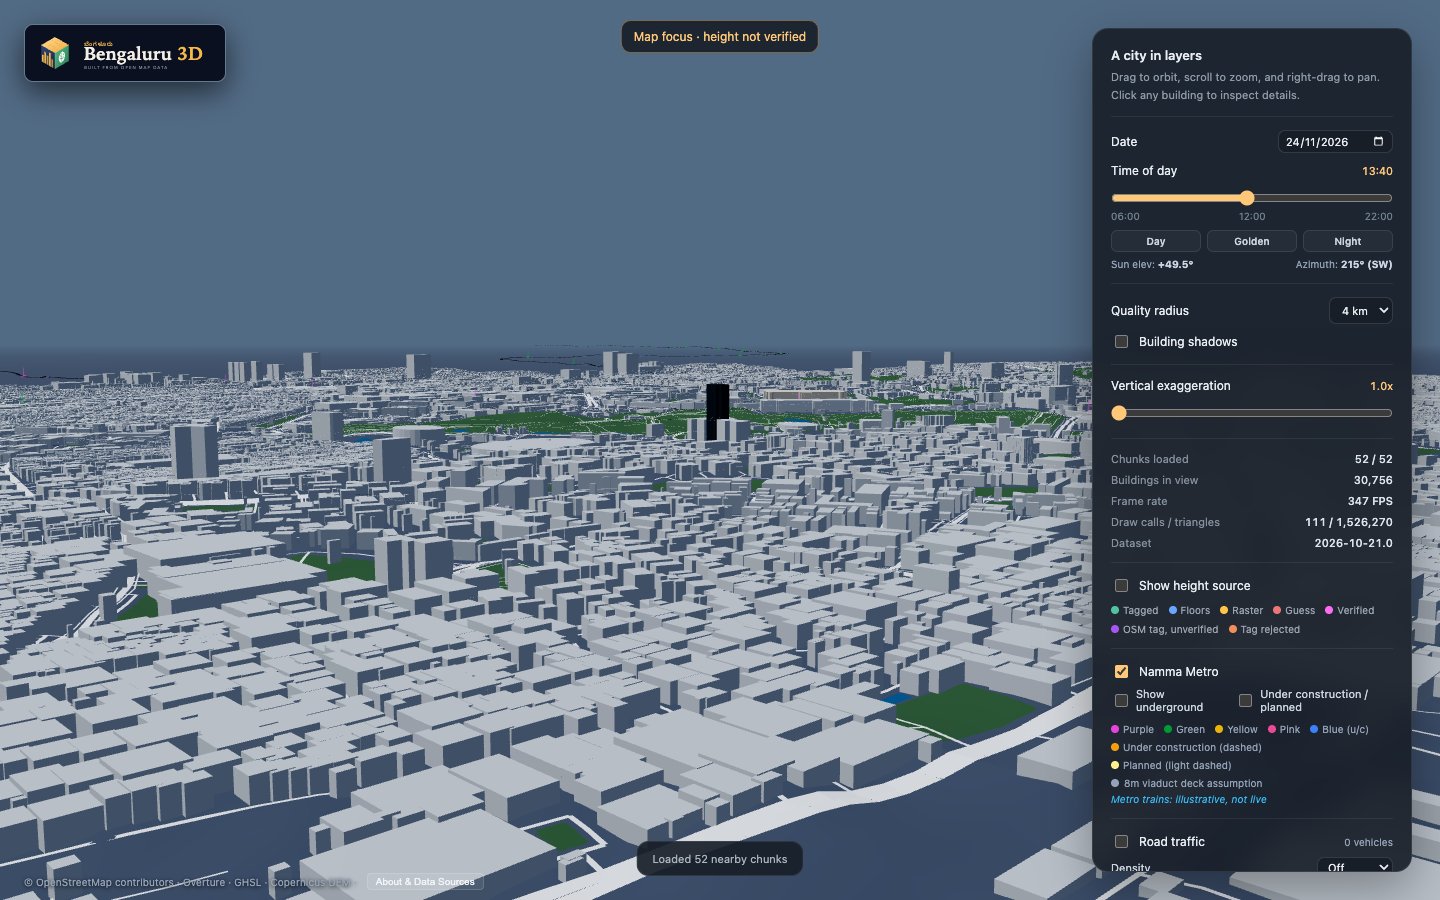 ಬೆಂಗಳೂರು
Bengaluru 3D
BUILT FROM OPEN MAP DATA
Map focus · height not verified
A city in layers
Drag to orbit, scroll to zoom, and right-drag to pan.
Click any building to inspect details.
Date 24/11/2026
Time of day 13:40
06:00 12:00 22:00
Day Golden Night
Sun elev: +49.5° Azimuth: 215° (SW)
Quality radius 4 km
Building shadows
Vertical exaggeration 1.0x
Chunks loaded 52 / 52
Buildings in view 30,756
Frame rate 347 FPS
Draw calls / triangles 111 / 1,526,270
Dataset 2026-10-21.0
Show height source
Tagged Floors Raster Guess Verified
OSM tag, unverified Tag rejected
Namma Metro
Show underground Under construction / planned
Purple Green Yellow Pink Blue (u/c)
Under construction (dashed)
Planned (light dashed)
8m viaduct deck assumption
Metro trains: illustrative, not live
Road traffic 0 vehicles
Density Off
Loaded 52 nearby chunks
© OpenStreetMap contributors · Overture · GHSL · Copernicus DEM · About & Data Sources